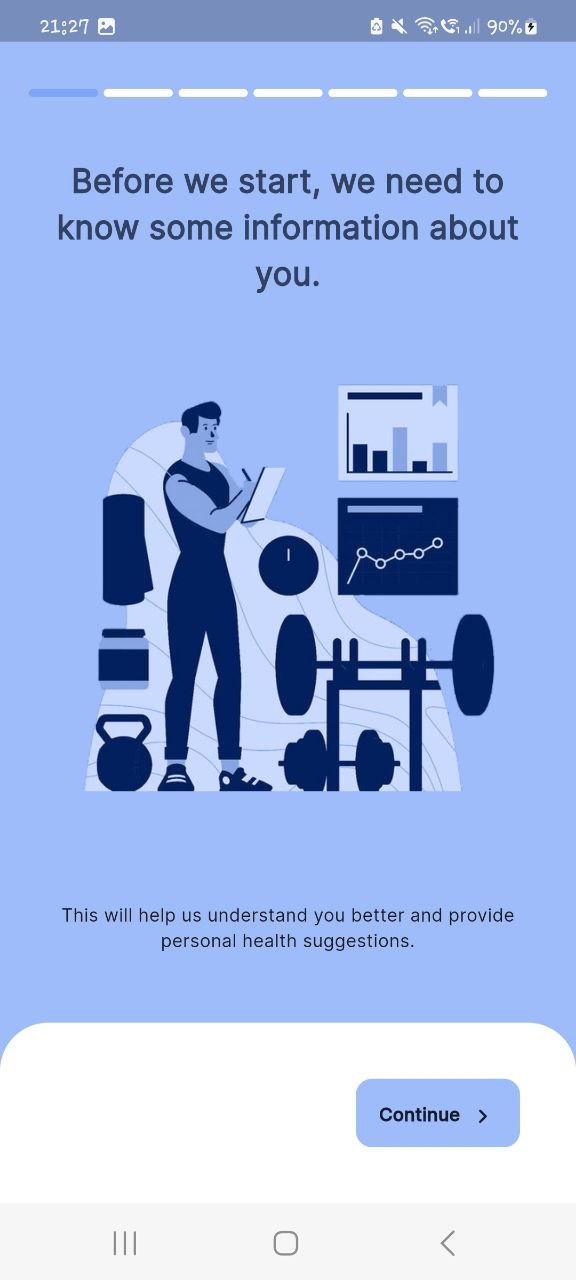 21:27
90%
Before we start, we need to
know some information about
you.
This will help us understand you better and provide
personal health suggestions.
Continue